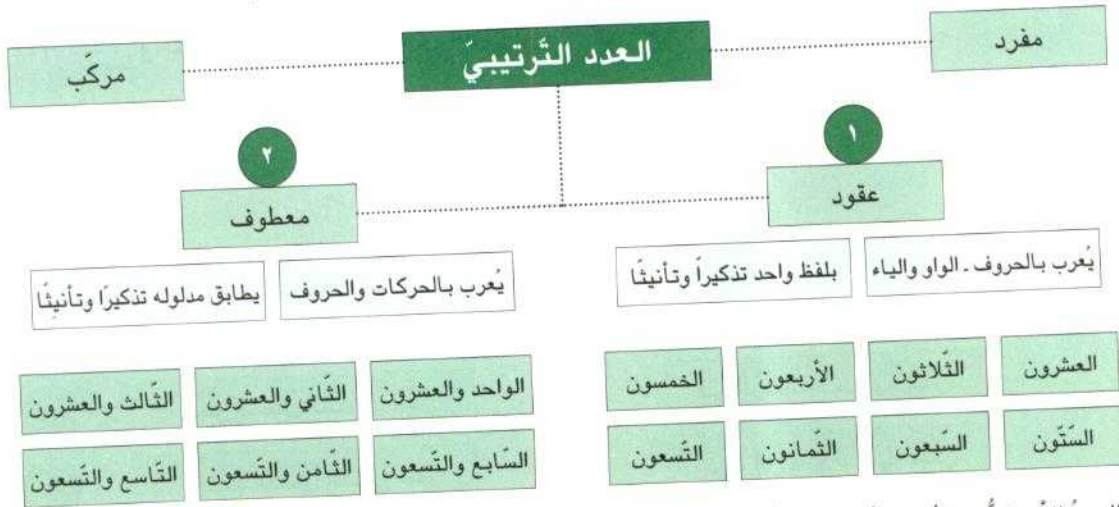 مفرد
العدد التّرتيبيّ
مركّب
١
عقود
٢
معطوف
يُعرب بالحروف ـ الواو والياء
بلفظ واحد تذكيراً وتأنيثًا
يُعرب بالحركات والحروف
يطابق مدلوله تذكيرًا وتأنيثًا
العشرون
الثّلاثون
الأربعون
الخمسون
السّتّون
السّبعون
الثّمانون
التّسعون
الواحد والعشرون
الثّاني والعشرون
الثّالث والعشرون
السّابع والتّسعون
الثّامن والتّسعون
التّاسع والتّسعون